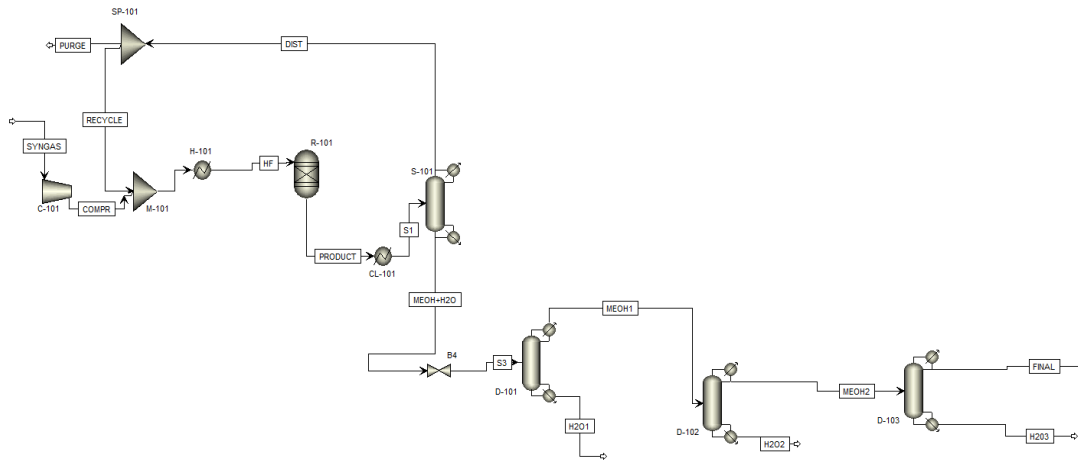 SP-101
PURGE
DIST
RECYCLE
SYNGAS
H-101
HF
R-101
S-101
C-101
COMPR
M-101
S1
PRODUCT
CL-101
MEOH+H2O
MEOH1
B4
S3
D-101
H2O1
MEOH2
D-102
H2O2
FINAL
D-103
H203